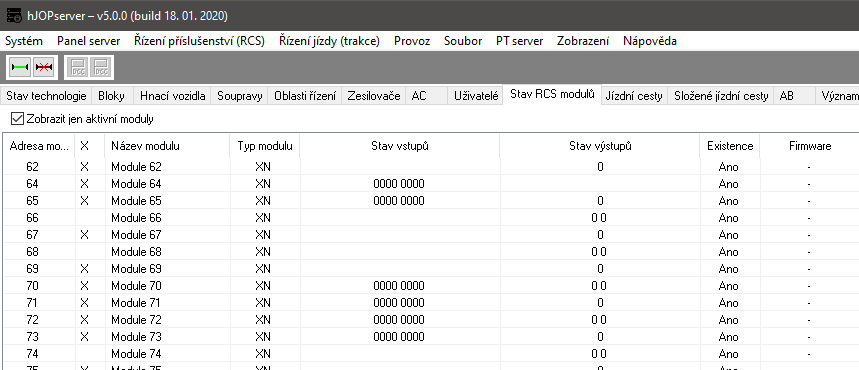 hJOPserver – v5.0.0 (build 18. 01. 2020)
Systém Panel server Řízení příslušenství (RCS) Řízení jízdy (trakce) Provoz Soubor PT server Zobrazení Nápověda
DCC DCC
Stav technologie Bloky Hnací vozidla Soupravy Oblasti řízení Zesilovače AC Uživatelé Stav RCS modulů Jízdní cesty Složené jízdní cesty AB Význam
Zobrazit jen aktivní moduly
Adresa mo... X Název modulu Typ modulu Stav vstupů Stav výstupů Existence Firmware
62 X Module 62 XN 0 Ano -
64 X Module 64 XN 0000 0000 Ano -
65 X Module 65 XN 0000 0000 0 Ano -
66 Module 66 XN 0 0 Ano -
67 X Module 67 XN 0 Ano -
68 Module 68 XN 0 0 Ano -
69 X Module 69 XN 0 Ano -
70 X Module 70 XN 0000 0000 0 0 Ano -
71 X Module 71 XN 0000 0000 0 Ano -
72 X Module 72 XN 0000 0000 0 0 Ano -
73 X Module 73 XN 0000 0000 0 Ano -
74 Module 74 XN 0 0 Ano -
75 X Module 75 XN 0 Ano